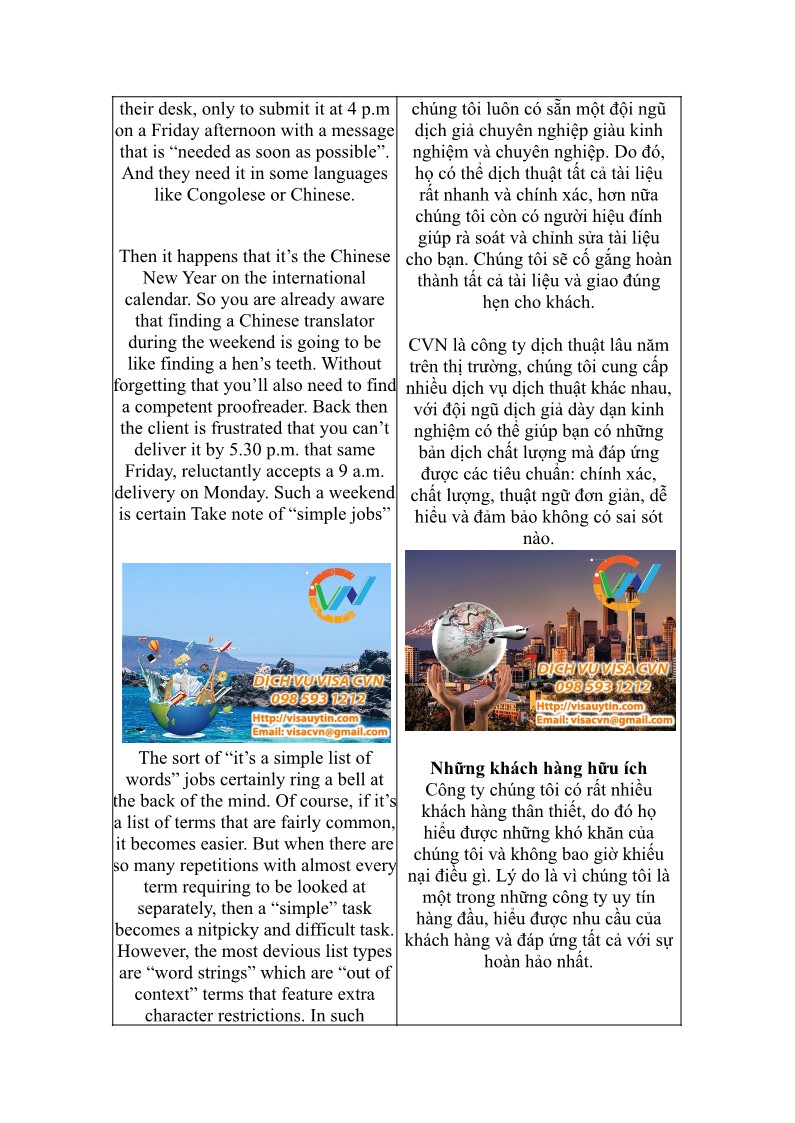 their desk, only to submit it at 4 p.m
on a Friday afternoon with a message
that is “needed as soon as possible”.
And they need it in some languages
like Congolese or Chinese.
Then it happens that it’s the Chinese
New Year on the international
calendar. So you are already aware
that finding a Chinese translator
during the weekend is going to be
like finding a hen’s teeth. Without
forgetting that you’ll also need to find
a competent proofreader. Back then
the client is frustrated that you can’t
deliver it by 5.30 p.m. that same
Friday, reluctantly accepts a 9 a.m.
delivery on Monday. Such a weekend
is certain Take note of “simple jobs”
CVN
DỊCH VỤ VISA CVN
098 593 1212
Http://visauytin.com
Email: visacvn@gmail.com
The sort of “it’s a simple list of
words” jobs certainly ring a bell at
the back of the mind. Of course, if it’s
a list of terms that are fairly common,
it becomes easier. But when there are
so many repetitions with almost every
term requiring to be looked at
separately, then a “simple” task
becomes a nitpicky and difficult task.
However, the most devious list types
are “word strings” which are “out of
context” terms that feature extra
character restrictions. In such
chúng tôi luôn có sẵn một đội ngũ
dịch giả chuyên nghiệp giàu kinh
nghiệm và chuyên nghiệp. Do đó,
họ có thể dịch thuật tất cả tài liệu
rất nhanh và chính xác, hơn nữa
chúng tôi còn có người hiệu đính
giúp rà soát và chỉnh sửa tài liệu
cho bạn. Chúng tôi sẽ cố gắng hoàn
thành tất cả tài liệu và giao đúng
hẹn cho khách.
CVN là công ty dịch thuật lâu năm
trên thị trường, chúng tôi cung cấp
nhiều dịch vụ dịch thuật khác nhau,
với đội ngũ dịch giả dày dạn kinh
nghiệm có thể giúp bạn có những
bản dịch chất lượng mà đáp ứng
được các tiêu chuẩn: chính xác,
chất lượng, thuật ngữ đơn giản, dễ
hiểu và đảm bảo không có sai sót
nào.
CVN
DỊCH VỤ VISA CVN
098 593 1212
Http://visauytin.com
Email: visacvn@gmail.com
Những khách hàng hữu ích
Công ty chúng tôi có rất nhiều
khách hàng thân thiết, do đó họ
hiểu được những khó khăn của
chúng tôi và không bao giờ khiếu
nại điều gì. Lý do là vì chúng tôi là
một trong những công ty uy tín
hàng đầu, hiểu được nhu cầu của
khách hàng và đáp ứng tất cả với sự
hoàn hảo nhất.